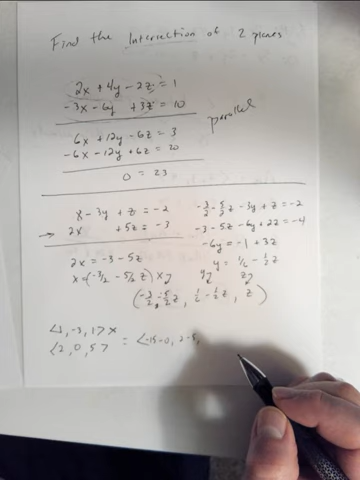 Find the Intersection of 2 planes
2x + 4y - 2z = 1
-3x - 6y + 3z = 10
parallel
6x + 12y - 6z = 3
-6x - 12y + 6z = 20
0 = 23
x - 3y + z = -2
→ 2x + 5z = -3
2x = -3 - 5z
x = (-3/2 - 5/2 z)
-3/2 - 5/2 z - 3y + z = -2
-3 - 5z - 6y + 2z = -4
-6y = -1 + 3z
y = 1/6 - 1/2 z
x y z
(-3/2 - 5/2 z, 1/2 - 1/2 z, z)
<1, -3, 1> x
<2, 0, 5> = <-15 - 0, 2 - 5,